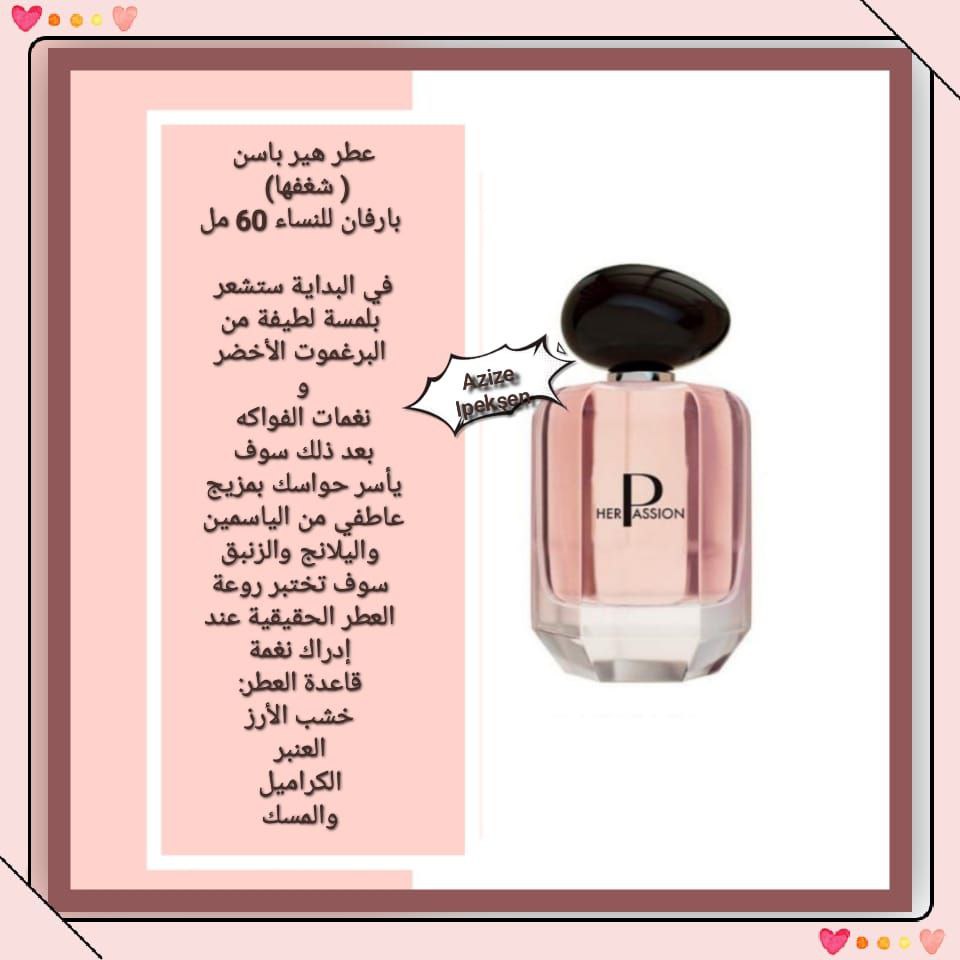 عطر هير باسن
( شغفها)
بارفان للنساء 60 مل
في البداية ستشعر
بلمسة لطيفة من
البرغموت الأخضر
و
نغمات الفواكه
بعد ذلك سوف
يأسر حواسك بمزيج
عاطفي من الياسمين
واليلانج والزنبق
سوف تختبر روعة
العطر الحقيقية عند
إدراك نغمة
قاعدة العطر:
خشب الأرز
العنبر
الكراميل
والمسك
Azize
Ipekşen
HER PASSION